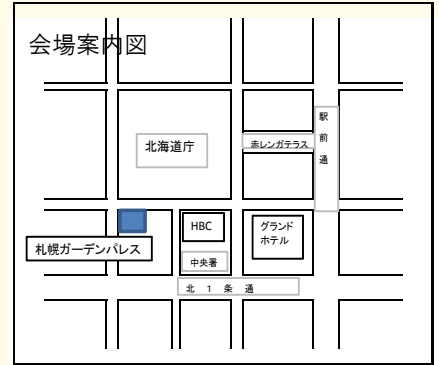 会場案内図
駅前通
北海道庁
赤レンガテラス
HBC
グランド
ホテル
札幌ガーデンパレス
中央署
北1条通